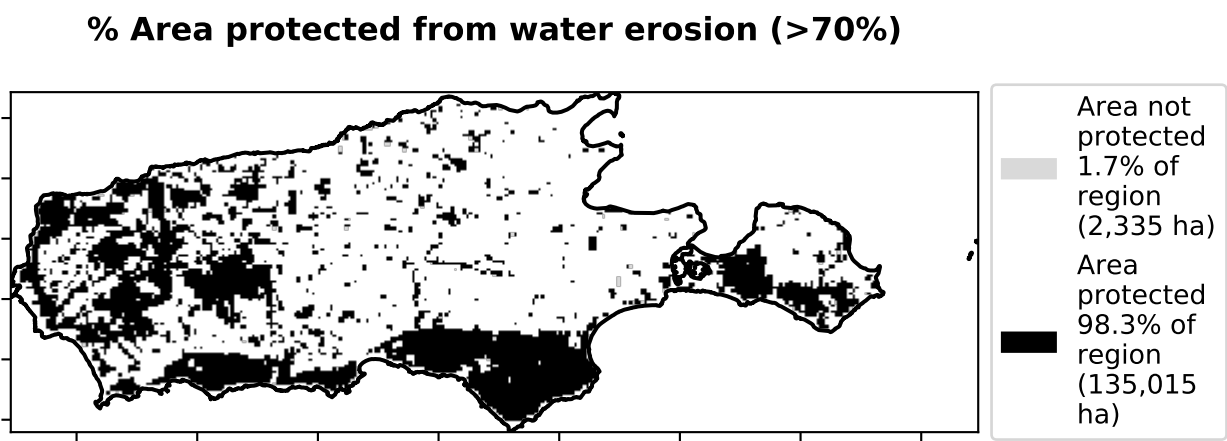 % Area protected from water erosion (>70%)
Area not
protected
1.7% of
region
(2,335 ha)
Area
protected
98.3% of
region
(135,015
ha)